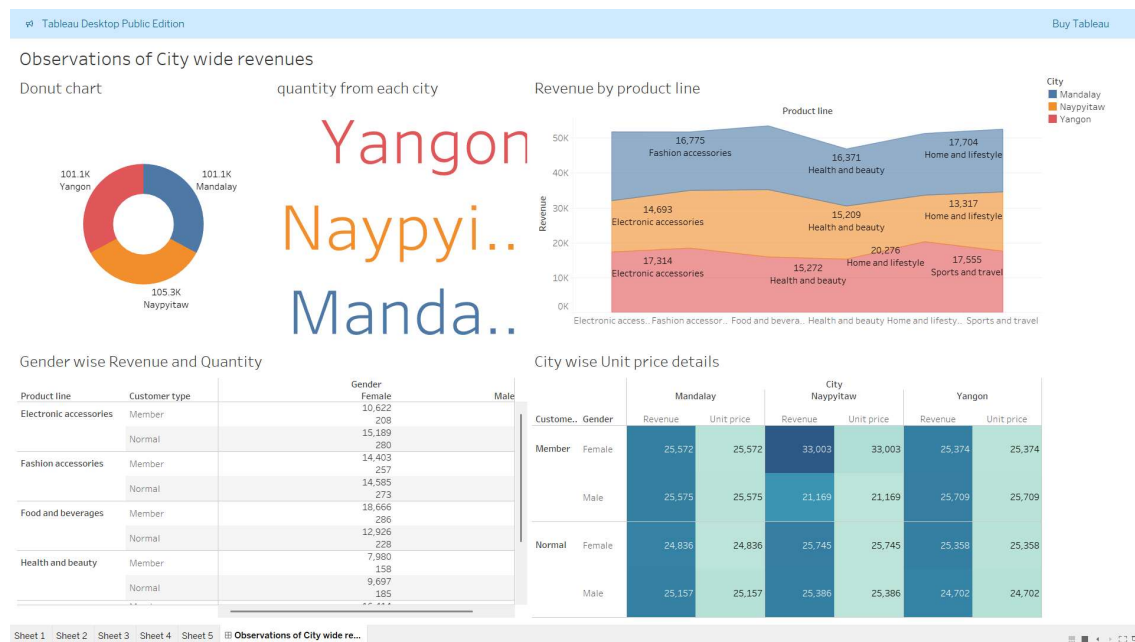 Tableau Desktop Public Edition
Buy Tableau
Observations of City wide revenues
Donut chart
101.1K
Yangon
101.1K
Mandalay
105.3K
Naypyitaw
quantity from each city
Yangon
Naypyi..
Manda..
Revenue by product line
Product line
Revenue
50K
40K
30K
20K
10K
0K
16,775
Fashion accessories
16,371
Health and beauty
17,704
Home and lifestyle
14,693
Electronic accessories
15,209
Health and beauty
13,317
Home and lifestyle
17,314
Electronic accessories
15,272
Health and beauty
20,276
Home and lifestyle
17,555
Sports and travel
Electronic access.. Fashion accessor.. Food and bevera.. Health and beauty Home and lifesty.. Sports and travel
City
Mandalay
Naypyitaw
Yangon
Gender wise Revenue and Quantity
Gender
Product line Customer type Female Male
Electronic accessories Member 10,622
208
Normal 15,189
280
Fashion accessories Member 14,403
257
Normal 14,585
273
Food and beverages Member 18,666
286
Normal 12,926
228
Health and beauty Member 7,980
158
Normal 9,697
185
City wise Unit price details
City
Mandalay Naypyitaw Yangon
Custome.. Gender Revenue Unit price Revenue Unit price Revenue Unit price
Member Female 25,572 25,572 33,003 33,003 25,374 25,374
Male 25,575 25,575 21,169 21,169 25,709 25,709
Normal Female 24,836 24,836 25,745 25,745 25,358 25,358
Male 25,157 25,157 25,386 25,386 24,702 24,702
Sheet 1 Sheet 2 Sheet 3 Sheet 4 Sheet 5 Observations of City wide re...